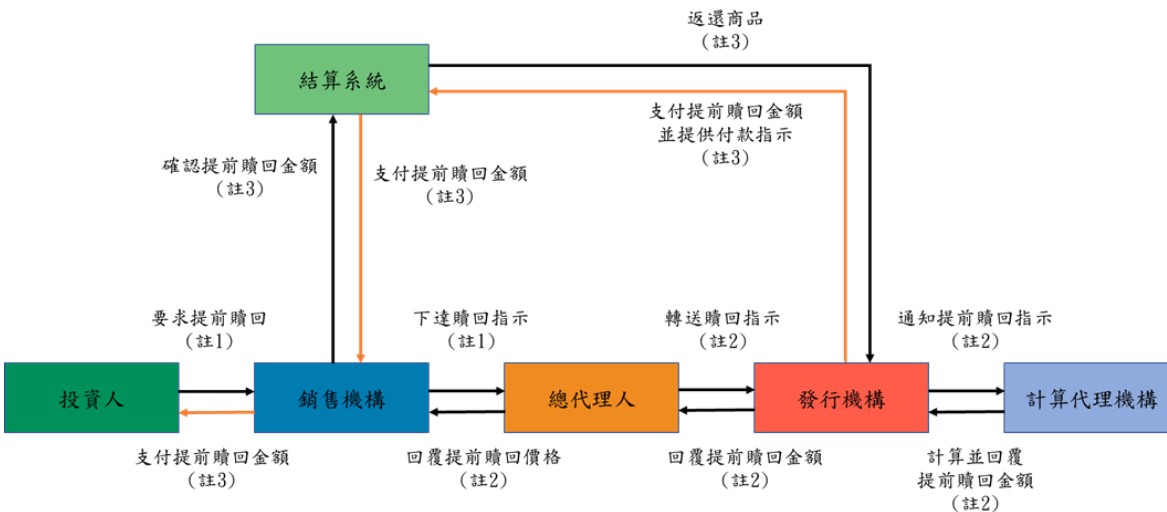 返還商品
(註3)
結算系統
支付提前贖回金額
並提供付款指示
(註3)
確認提前贖回金額
(註3)
支付提前贖回金額
(註3)
要求提前贖回
(註1)
下達贖回指示
(註1)
轉送贖回指示
(註2)
通知提前贖回指示
(註2)
投資人
銷售機構
總代理人
發行機構
計算代理機構
支付提前贖回金額
(註3)
回覆提前贖回價格
(註2)
回覆提前贖回金額
(註2)
計算並回覆
提前贖回金額
(註2)